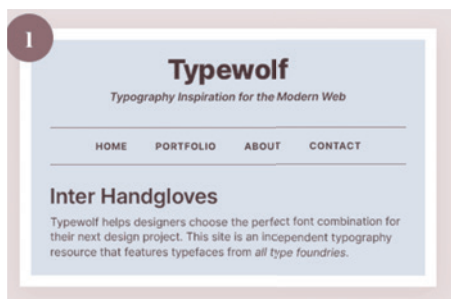 1
Typewolf
Typography Inspiration for the Modern Web
HOME PORTFOLIO ABOUT CONTACT
Inter Handgloves
Typewolf helps designers choose the perfect font combination for
their next design project. This site is an independent typography
resource that features typefaces from all type foundries.